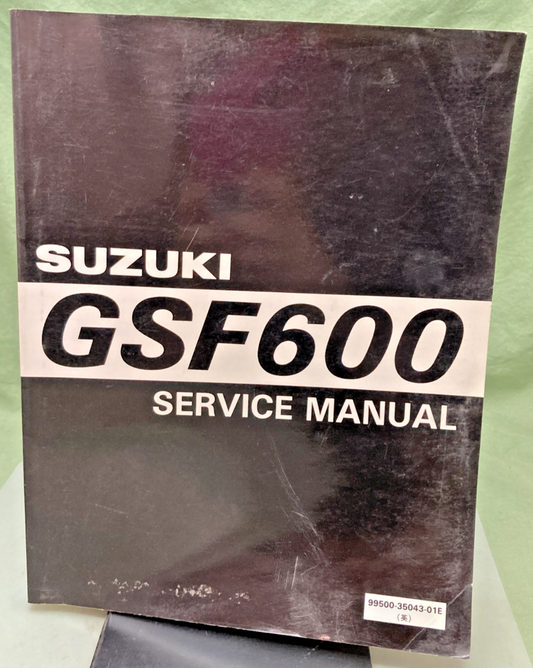 SUZUKI
GSF600
SERVICE MANUAL
99500-35043-01E
(英)